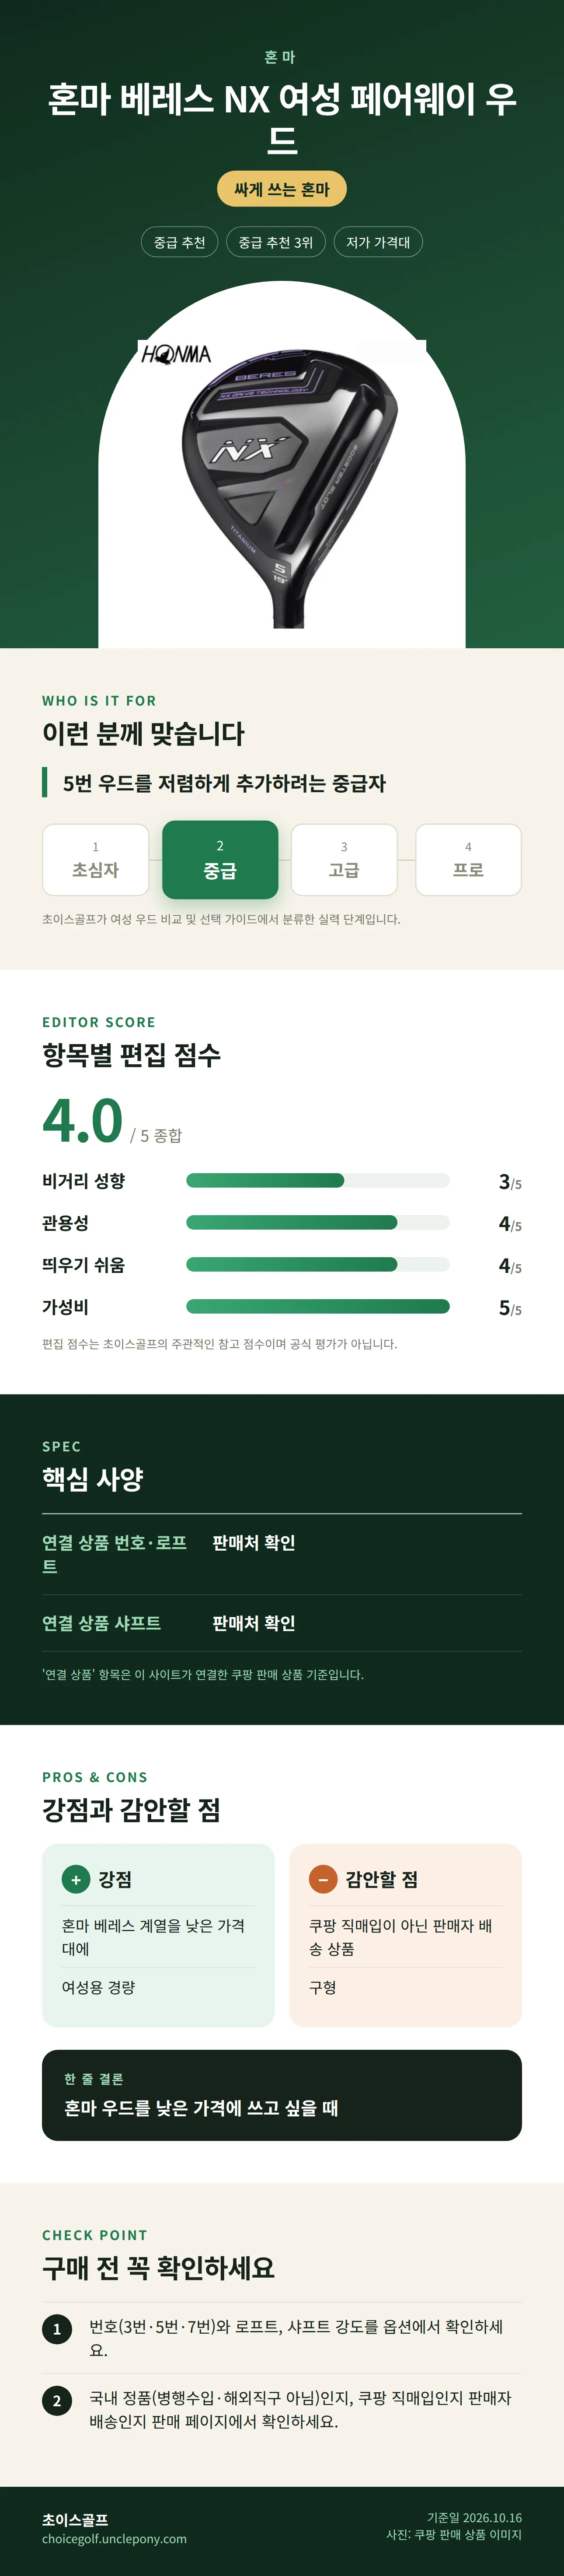 혼마
혼마 베레스 NX 여성 페어웨이 우
드
싸게 쓰는 혼마
중급 추천
중급 추천 3위
저가 가격대
HONMA
BERES
NX DRIVE TECHNOLOGY
NX
BOOSTER SLOT
TITANIUM
5
19°
WHO IS IT FOR
이런 분께 맞습니다
5번 우드를 저렴하게 추가하려는 중급자
1
초심자
2
중급
3
고급
4
프로
초이스골프가 여성 우드 비교 및 선택 가이드에서 분류한 실력 단계입니다.
EDITOR SCORE
항목별 편집 점수
4.0 / 5 종합
비거리 성향 3/5
관용성 4/5
띄우기 쉬움 4/5
가성비 5/5
편집 점수는 초이스골프의 주관적인 참고 점수이며 공식 평가가 아닙니다.
SPEC
핵심 사양
연결 상품 번호·로프
트
판매처 확인
연결 상품 샤프트 판매처 확인
'연결 상품' 항목은 이 사이트가 연결한 쿠팡 판매 상품 기준입니다.
PROS & CONS
강점과 감안할 점
+ 강점
혼마 베레스 계열을 낮은 가격
대에
여성용 경량
− 감안할 점
쿠팡 직매입이 아닌 판매자 배
송 상품
구형
한 줄 결론
혼마 우드를 낮은 가격에 쓰고 싶을 때
CHECK POINT
구매 전 꼭 확인하세요
1 번호(3번·5번·7번)와 로프트, 샤프트 강도를 옵션에서 확인하세
요.
2 국내 정품(병행수입·해외직구 아님)인지, 쿠팡 직매입인지 판매자
배송인지 판매 페이지에서 확인하세요.
초이스골프
choicegolf.unclepony.com
기준일 2026.10.16
사진: 쿠팡 판매 상품 이미지